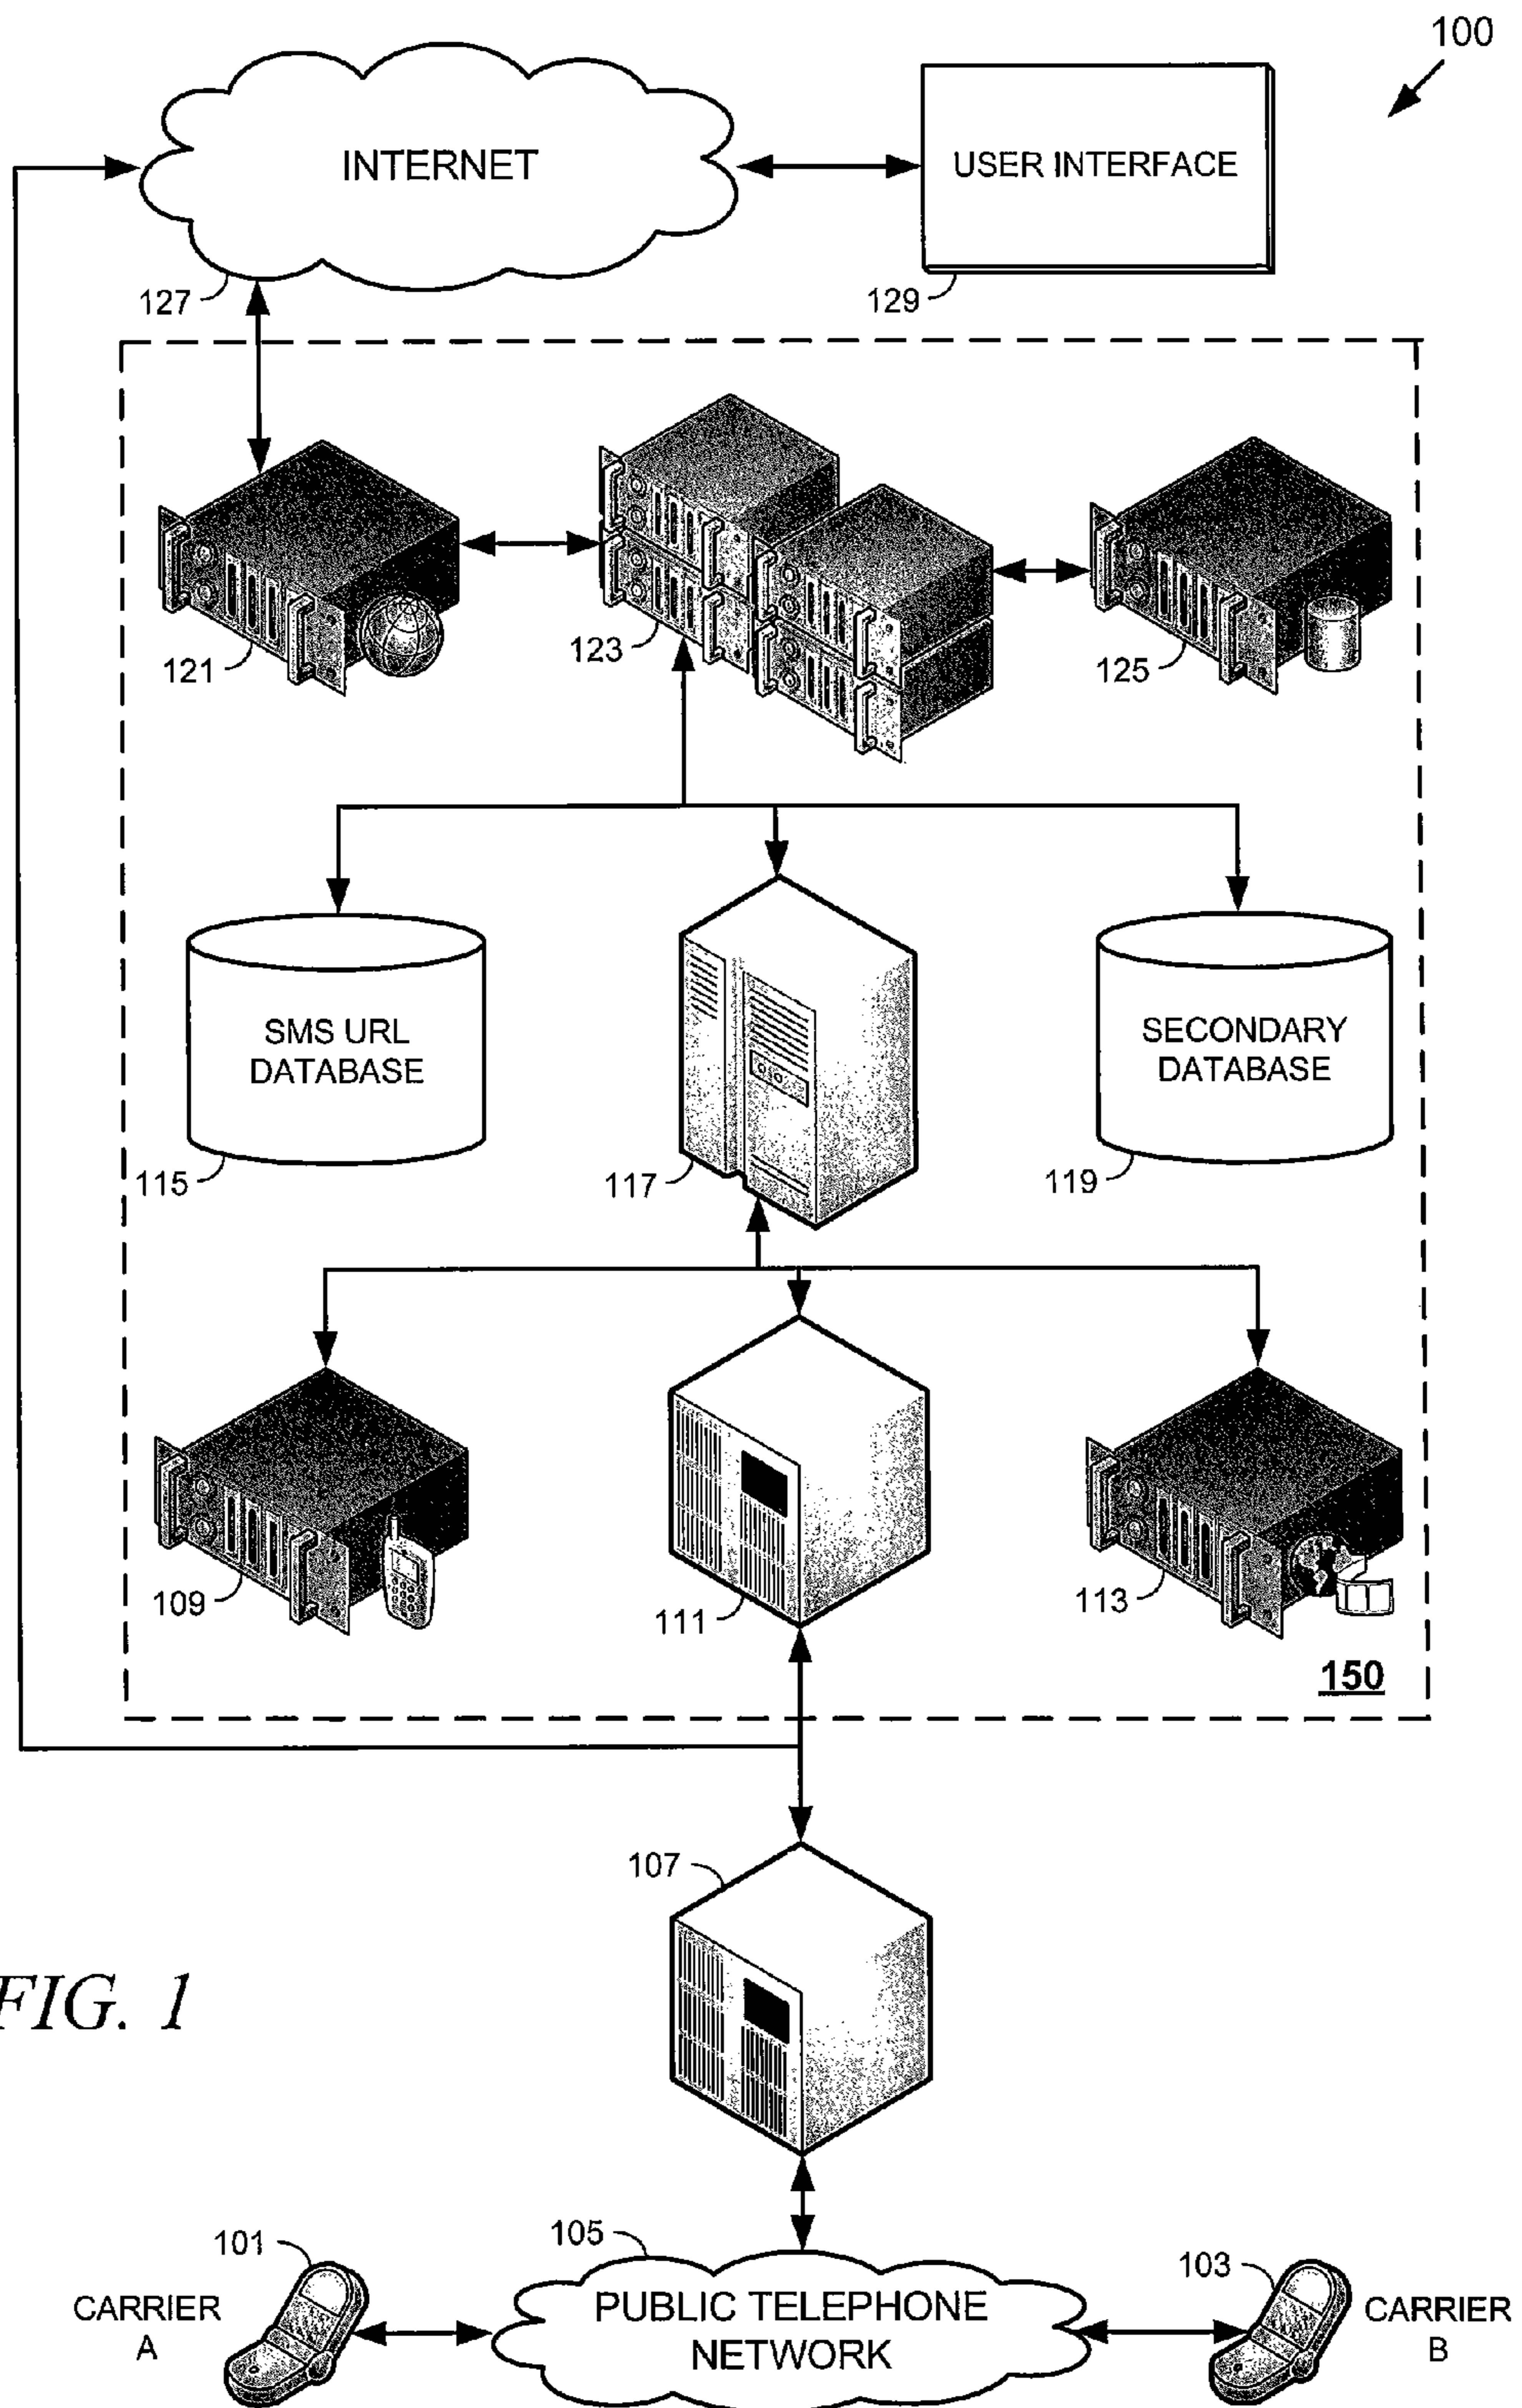 100
INTERNET
USER INTERFACE
127
129
121
123
125
SMS URL
DATABASE
SECONDARY
DATABASE
115
117
119
109
111
113
150
107
FIG. 1
101
105
103
CARRIER
A
PUBLIC TELEPHONE
NETWORK
CARRIER
B